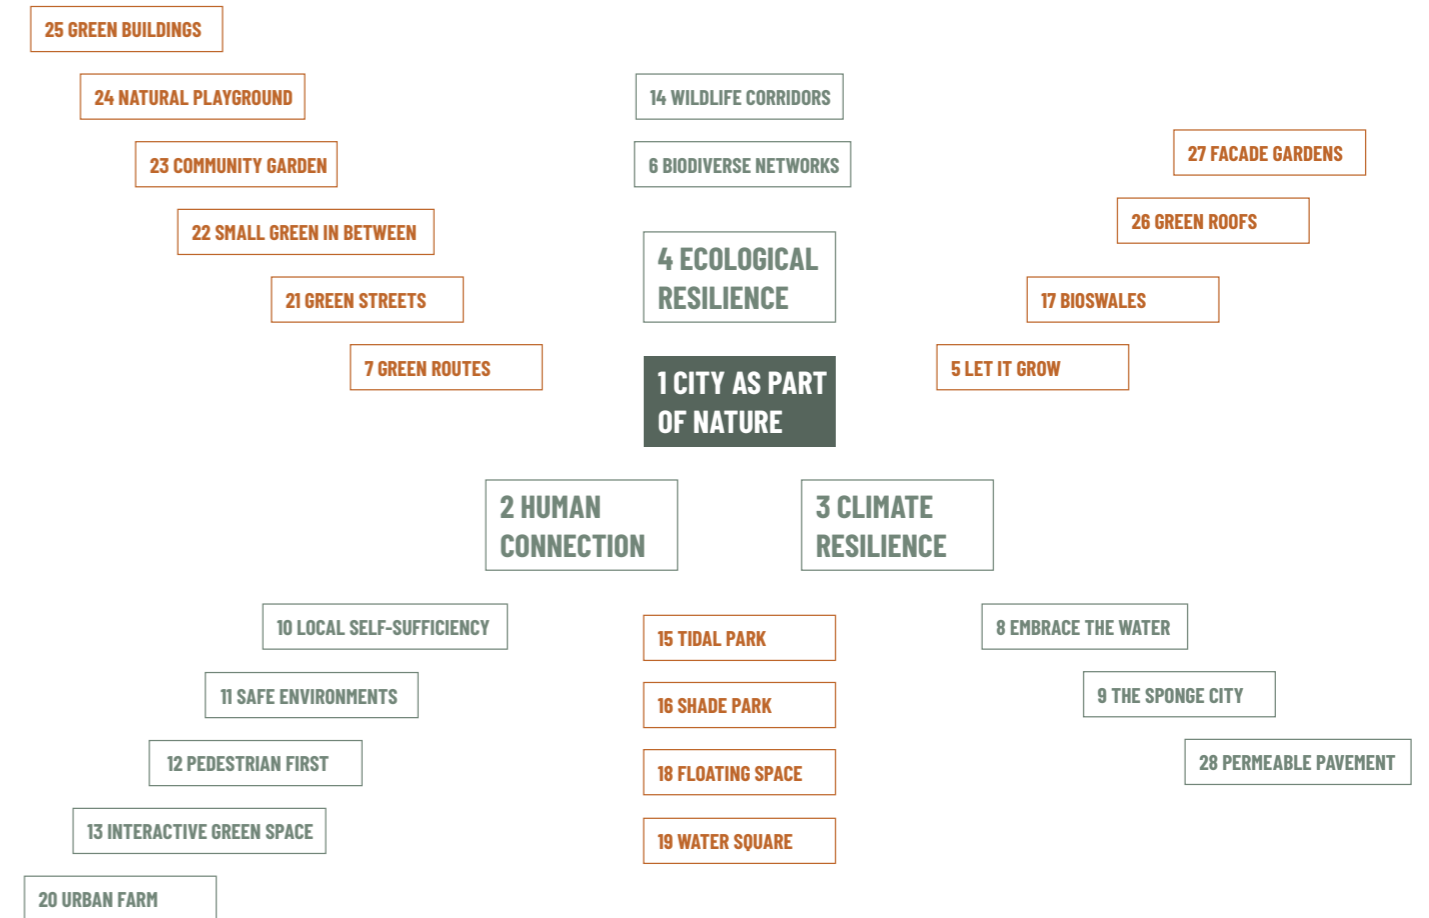 25 GREEN BUILDINGS
24 NATURAL PLAYGROUND
14 WILDLIFE CORRIDORS
27 FACADE GARDENS
23 COMMUNITY GARDEN
6 BIODIVERSE NETWORKS
26 GREEN ROOFS
22 SMALL GREEN IN BETWEEN
4 ECOLOGICAL
RESILIENCE
21 GREEN STREETS
17 BIOSWALES
7 GREEN ROUTES
5 LET IT GROW
1 CITY AS PART
OF NATURE
2 HUMAN
CONNECTION
3 CLIMATE
RESILIENCE
10 LOCAL SELF-SUFFICIENCY
15 TIDAL PARK
8 EMBRACE THE WATER
11 SAFE ENVIRONMENTS
16 SHADE PARK
9 THE SPONGE CITY
12 PEDESTRIAN FIRST
18 FLOATING SPACE
28 PERMEABLE PAVEMENT
13 INTERACTIVE GREEN SPACE
19 WATER SQUARE
20 URBAN FARM